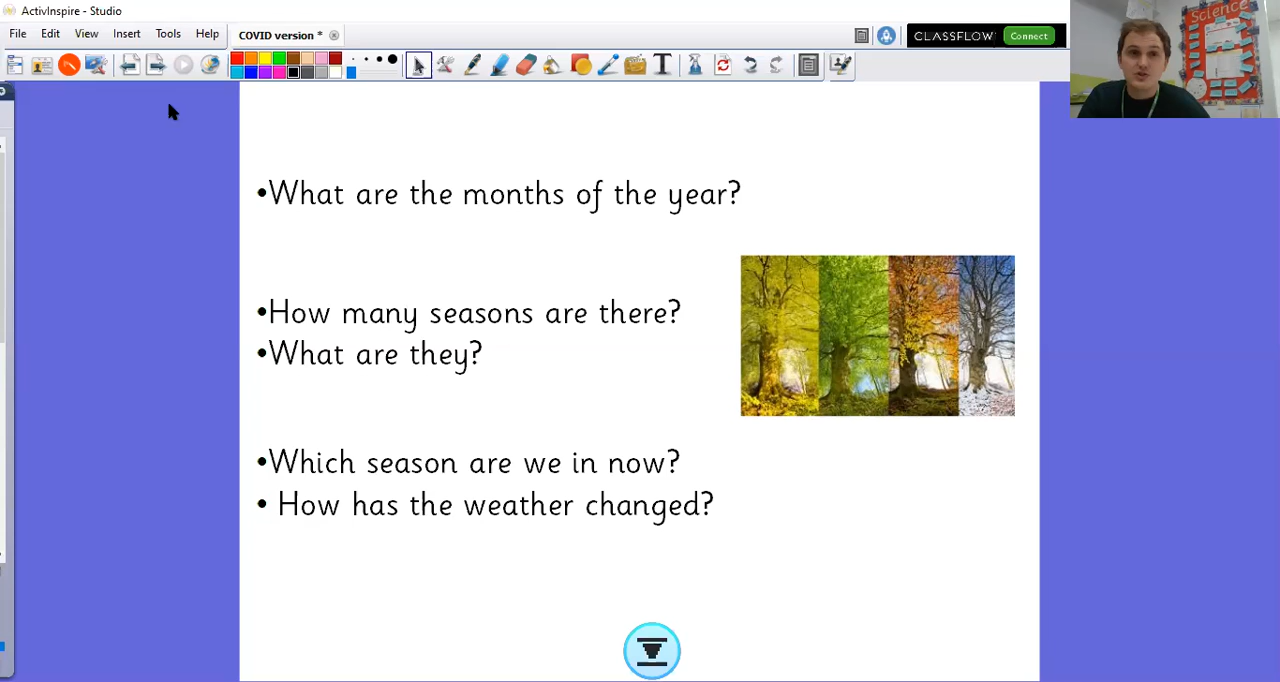 ActivInspire - Studio
File Edit View Insert Tools Help
COVID version *
CLASSFLOW Connect
Science
•What are the months of the year?
•How many seasons are there?
•What are they?
•Which season are we in now?
• How has the weather changed?